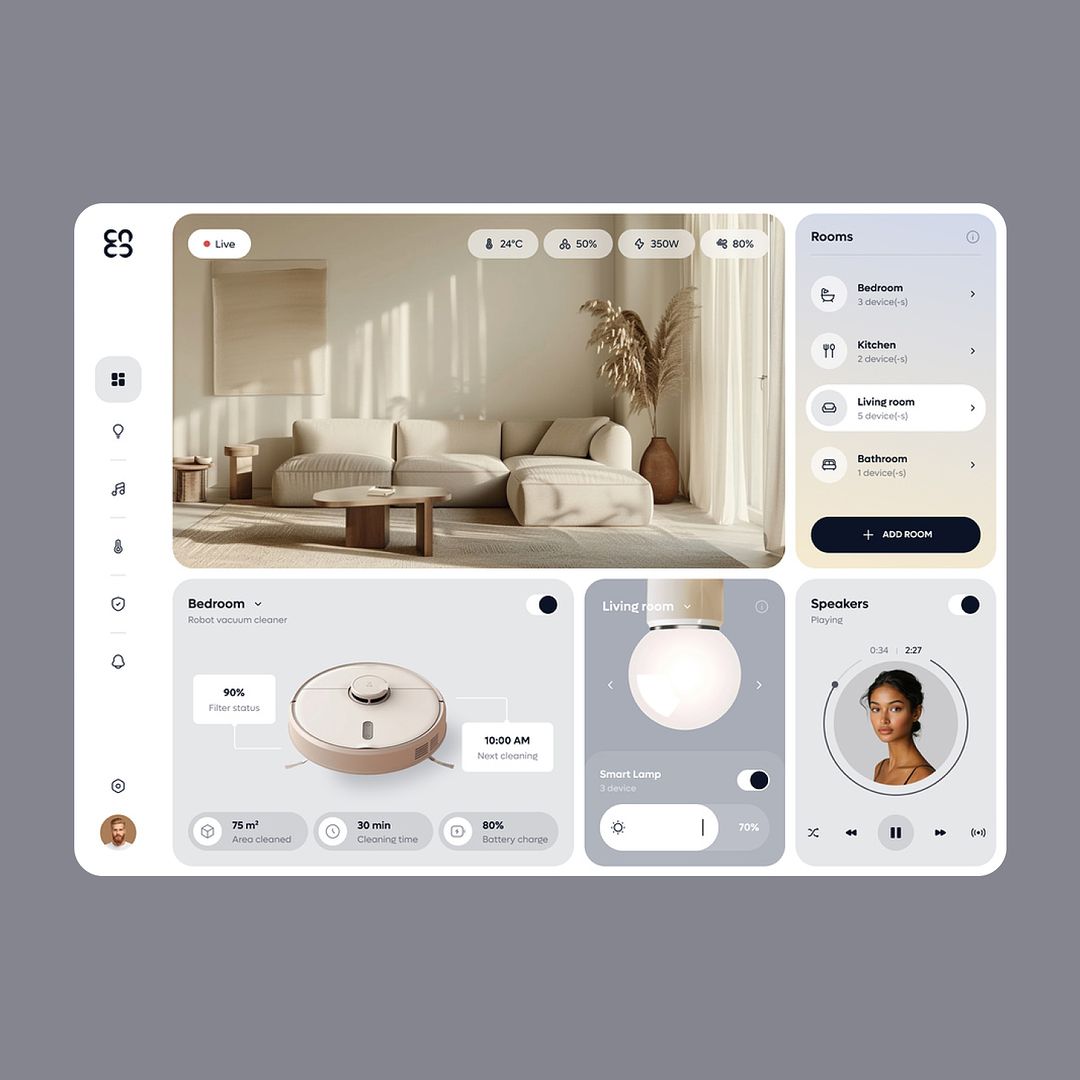 Live
24°C
50%
350W
80%
Rooms
Bedroom
3 device(-s)
Kitchen
2 device(-s)
Living room
5 device(-s)
Bathroom
1 device(-s)
ADD ROOM
Bedroom
Robot vacuum cleaner
90%
Filter status
10:00 AM
Next cleaning
75 m²
Area cleaned
30 min
Cleaning time
80%
Battery charge
Living room
Smart Lamp
3 device
70%
Speakers
Playing
0:34 | 2:27